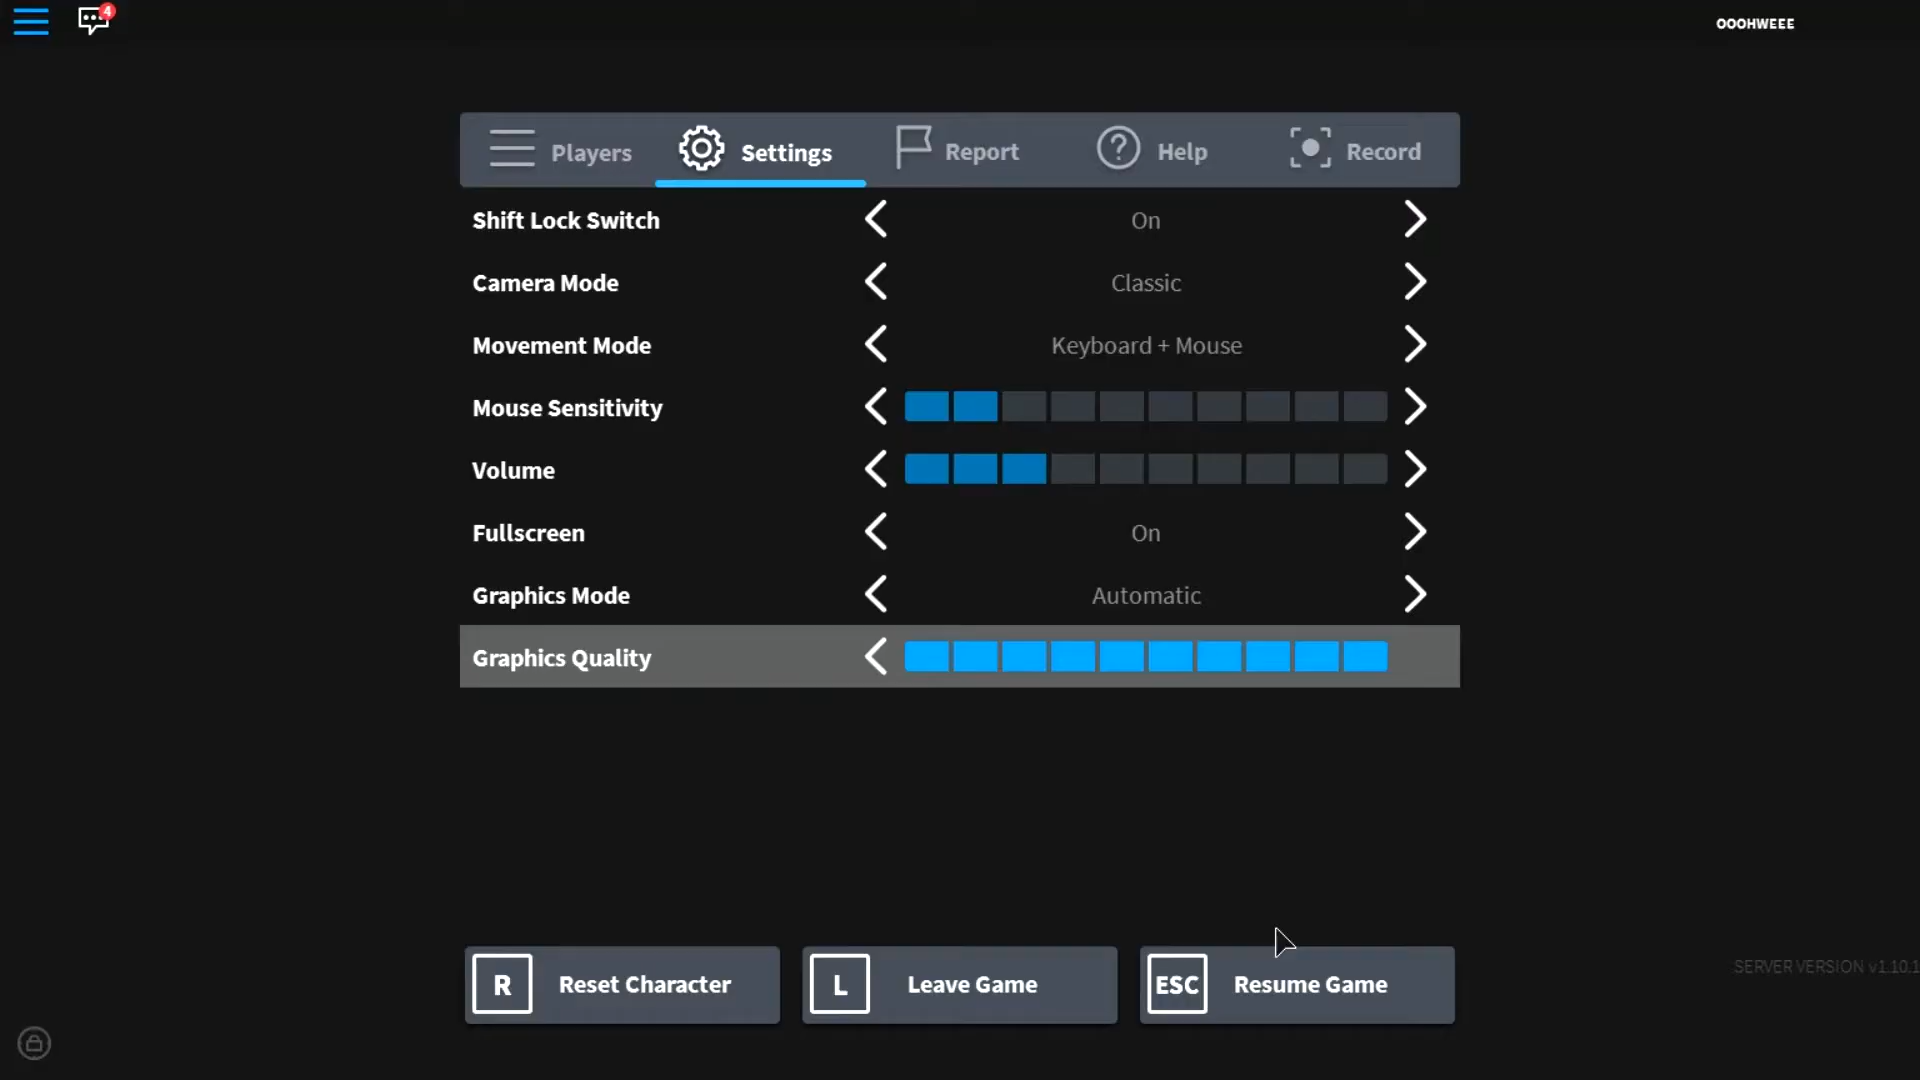 4
OOOHWEEE
Players Settings Report Help Record
Shift Lock Switch On
Camera Mode Classic
Movement Mode Keyboard + Mouse
Mouse Sensitivity
Volume
Fullscreen On
Graphics Mode Automatic
Graphics Quality
SERVER VERSION v1.10.1
R Reset Character L Leave Game ESC Resume Game